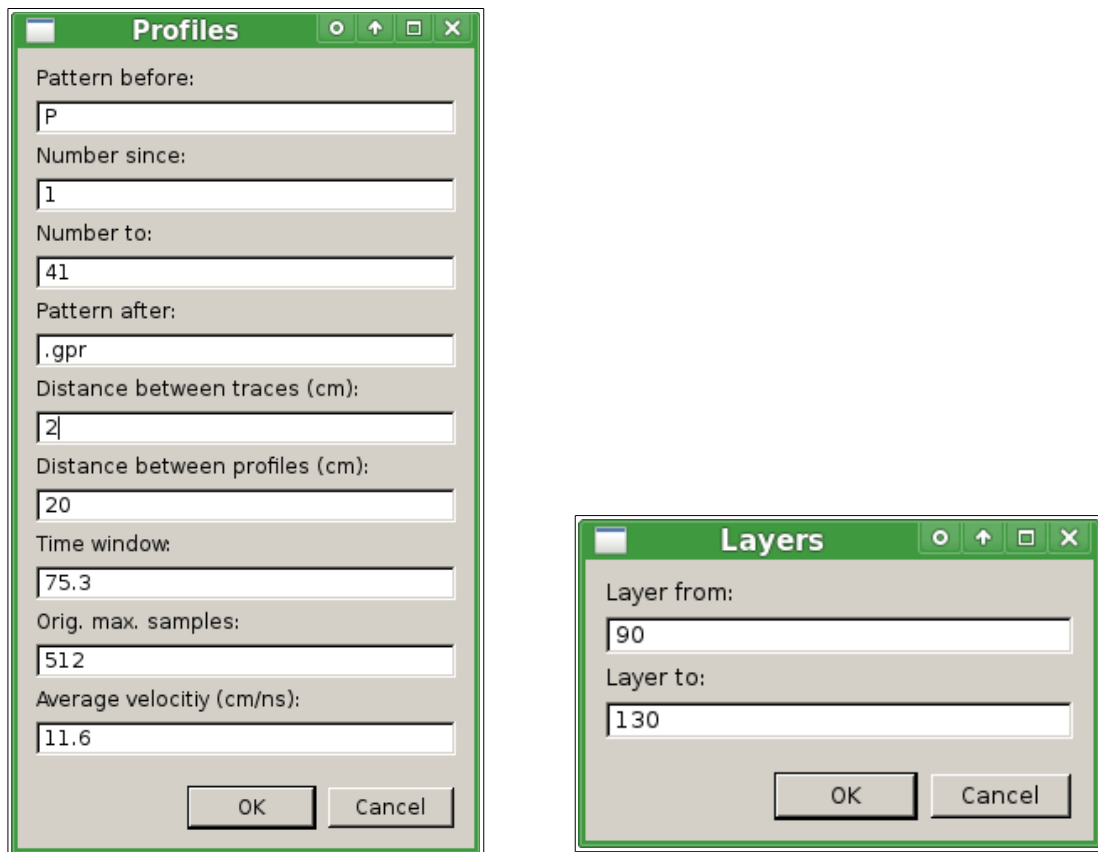 Profiles
Pattern before:
P
Number since:
1
Number to:
41
Pattern after:
.gpr
Distance between traces (cm):
2
Distance between profiles (cm):
20
Time window:
75.3
Orig. max. samples:
512
Average velocitiy (cm/ns):
11.6
OK Cancel
Layers
Layer from:
90
Layer to:
130
OK Cancel